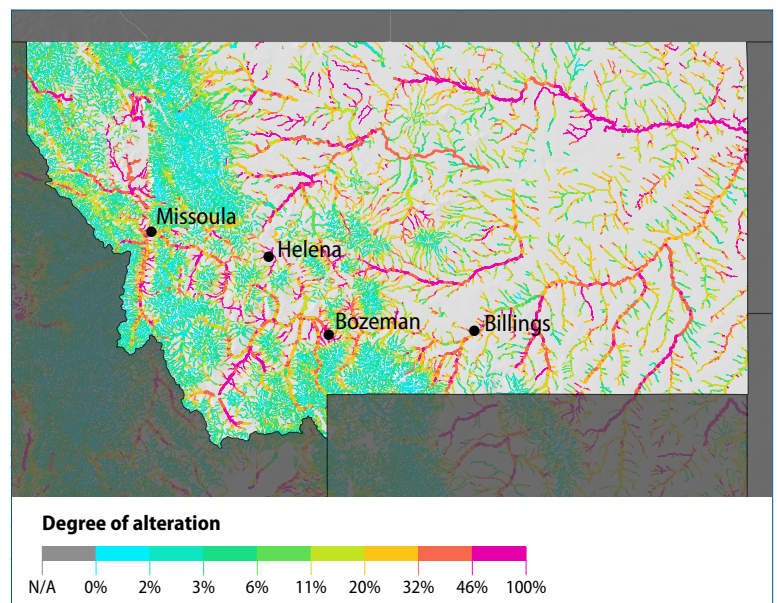 Missoula
Helena
Bozeman
Billings
Degree of alteration
N/A 0% 2% 3% 6% 11% 20% 32% 46% 100%